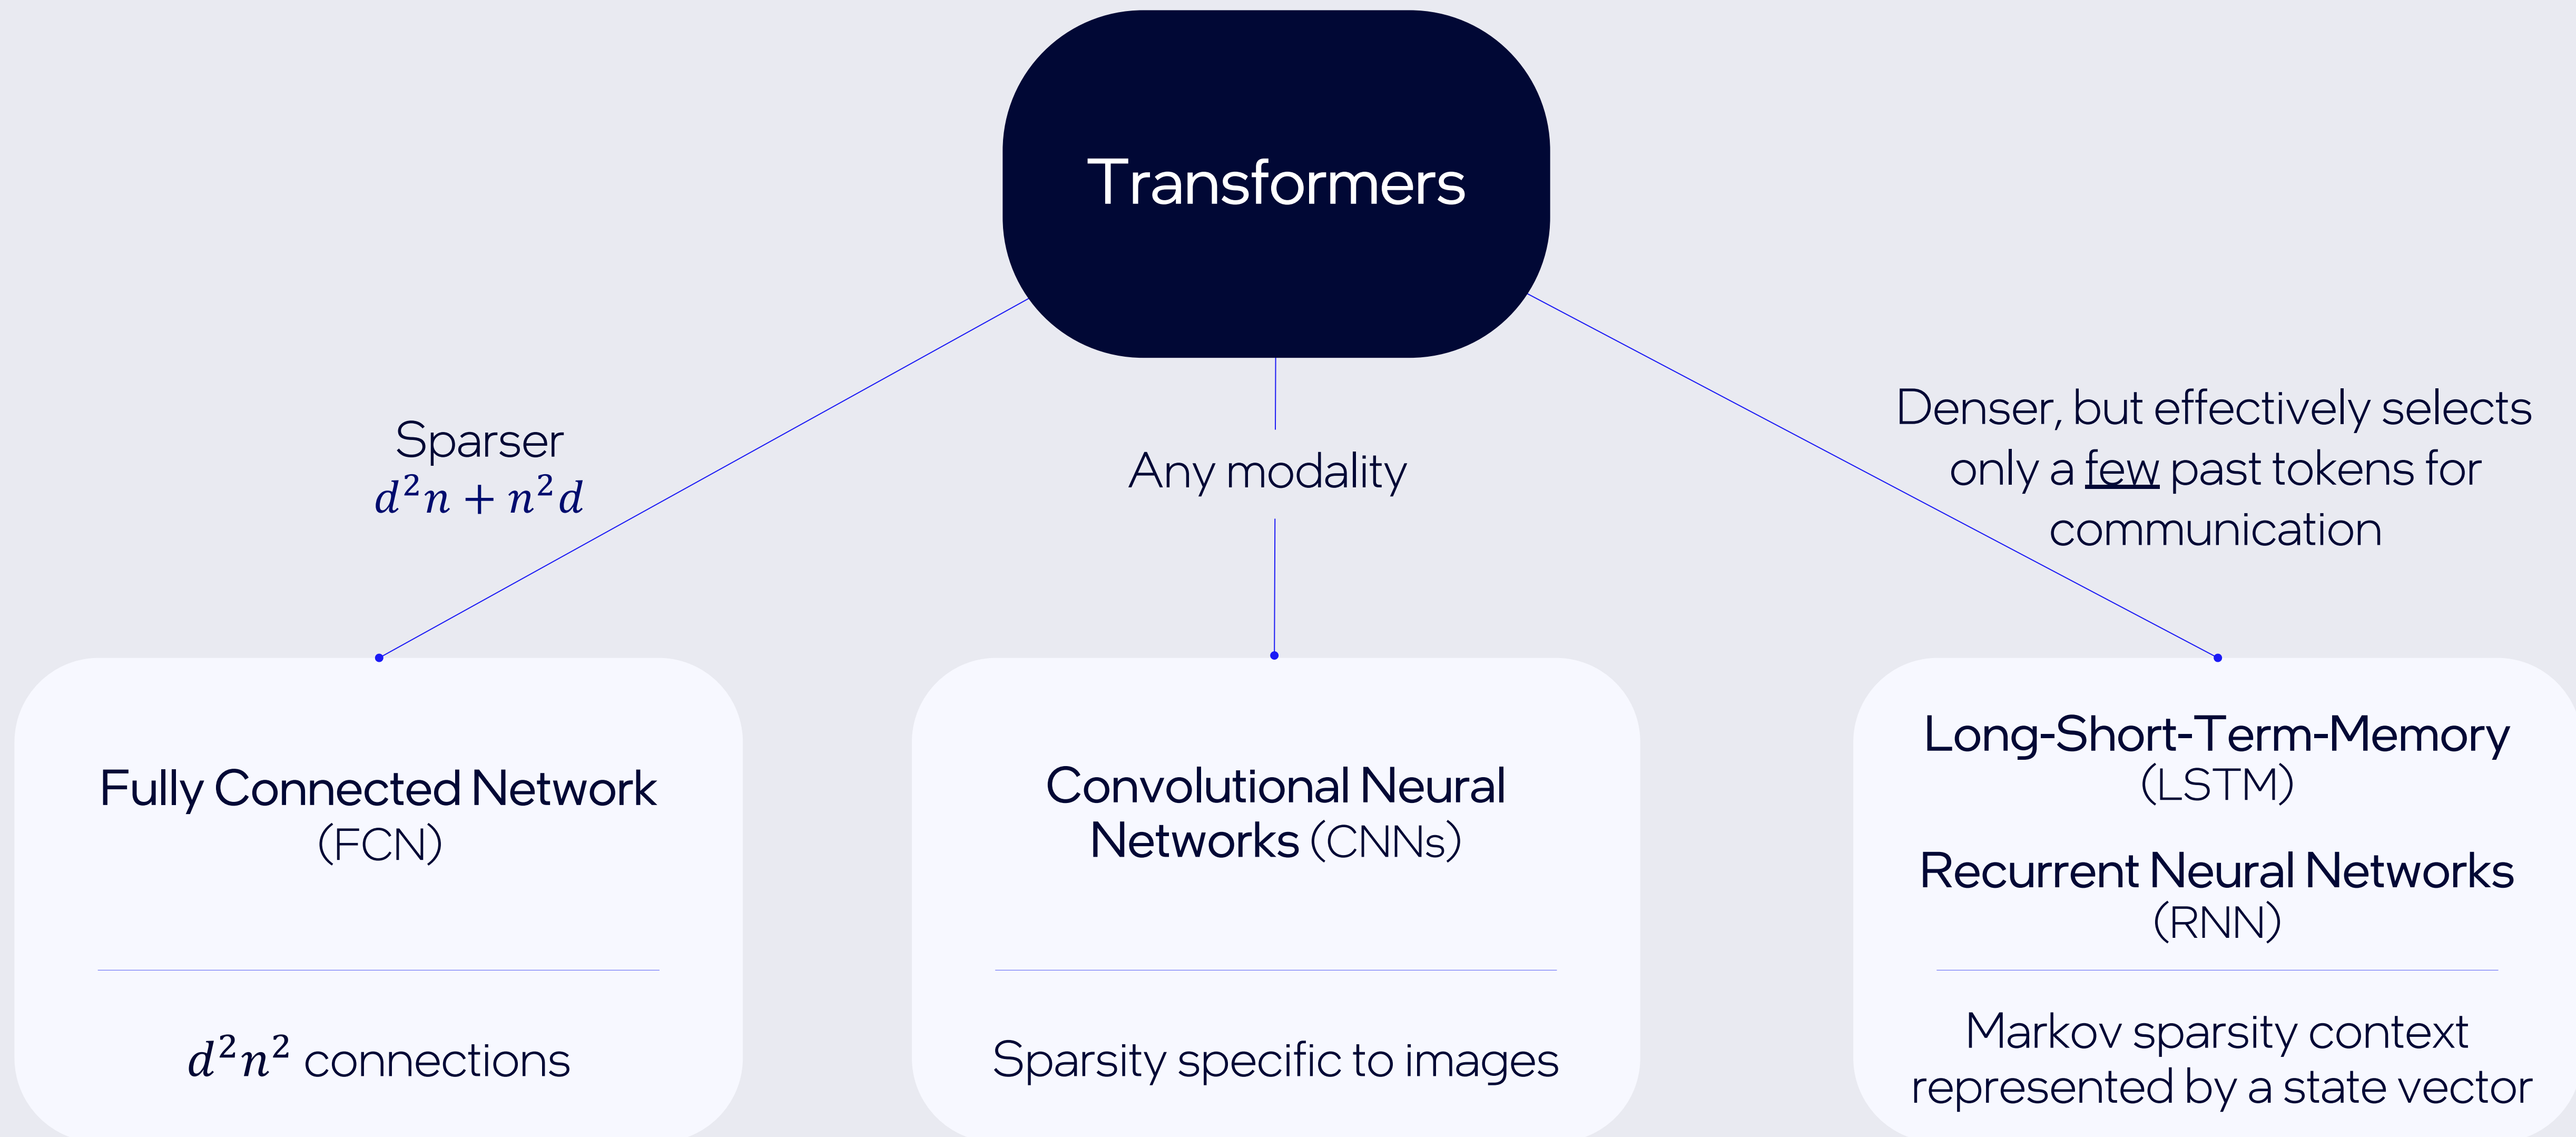 Transformers
Sparser
d²n + n²d
Any modality
Denser, but effectively selects
only a few past tokens for
communication
Fully Connected Network
(FCN)
d²n² connections
Convolutional Neural
Networks (CNNs)
Sparsity specific to images
Long-Short-Term-Memory
(LSTM)
Recurrent Neural Networks
(RNN)
Markov sparsity context
represented by a state vector